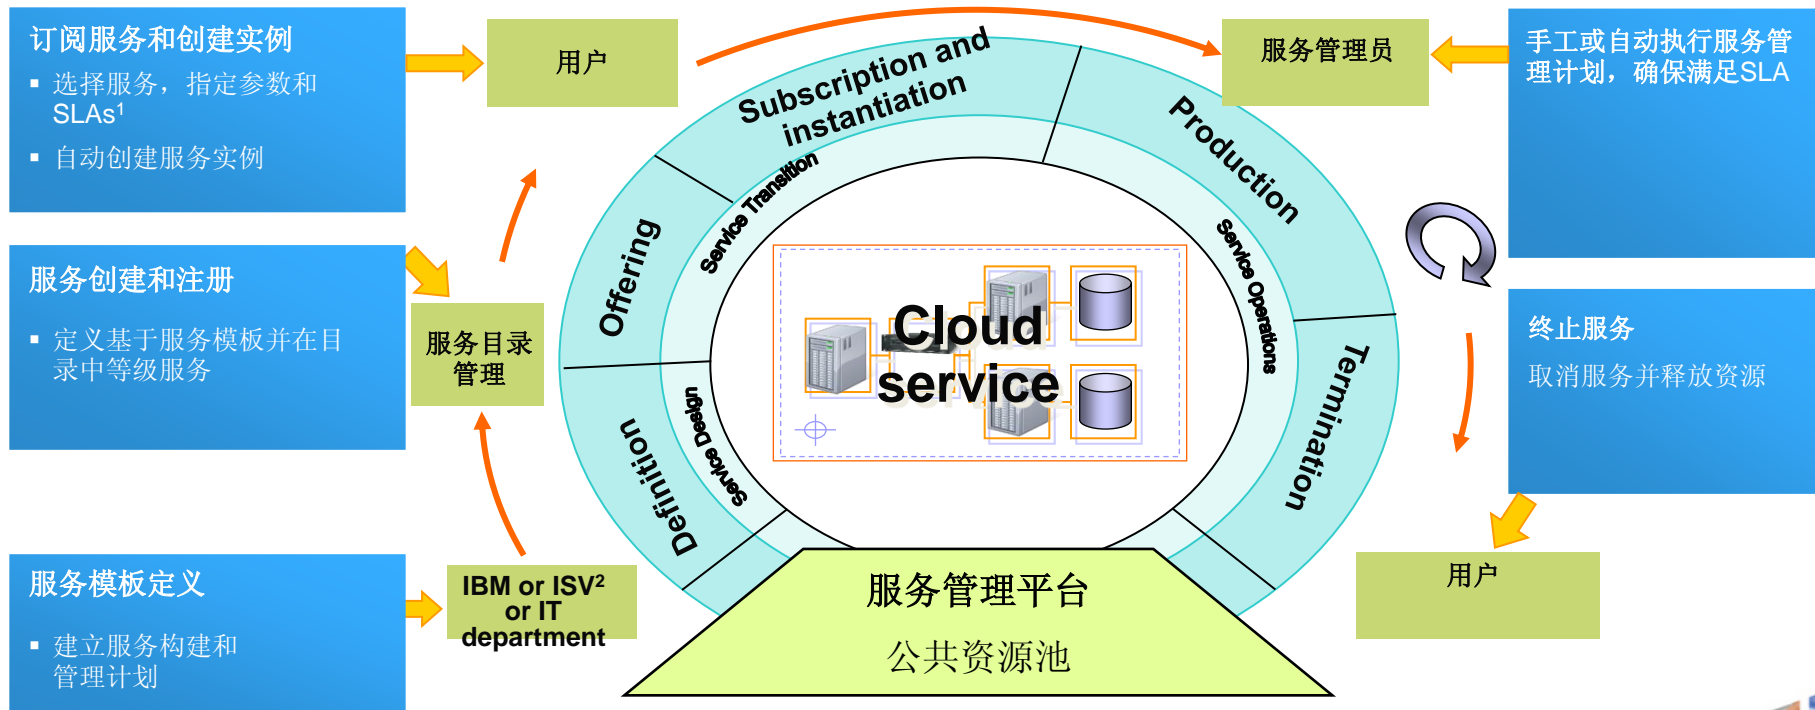 订阅服务和创建实例
▪ 选择服务，指定参数和
SLAs¹
▪ 自动创建服务实例
用户
服务管理员
手工或自动执行服务管
理计划，确保满足SLA
服务创建和注册
▪ 定义基于服务模板并在目
录中等级服务
服务目录
管理
终止服务
取消服务并释放资源
用户
服务模板定义
▪ 建立服务构建和
管理计划
IBM or ISV²
or IT
department
Subscription and
instantiation
Production
Termination
Offering
Definition
Service Transition
Service Operations
Service Design
Cloud
service
服务管理平台
公共资源池